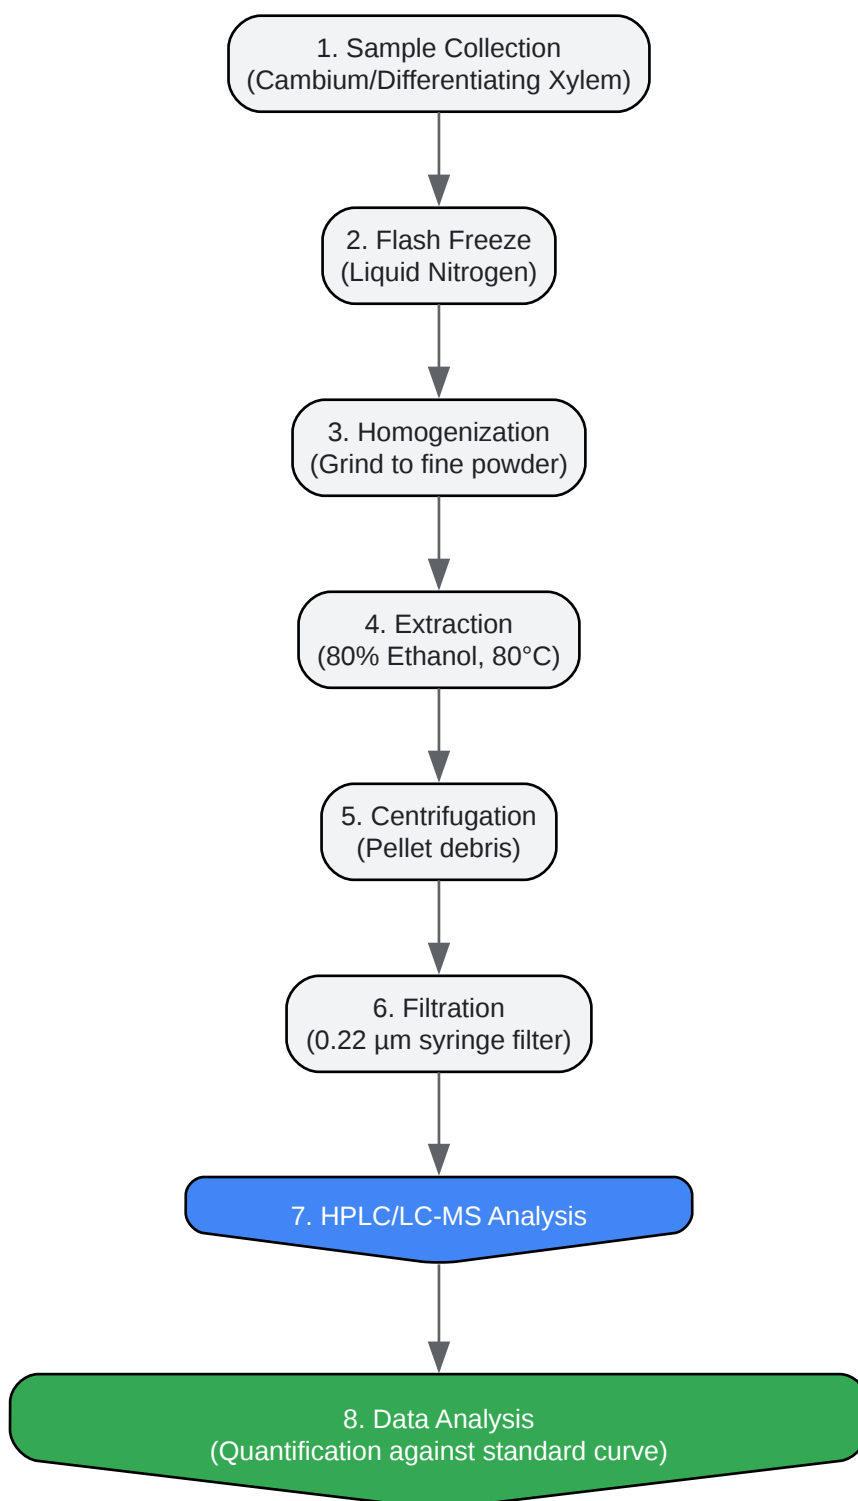 1. Sample Collection
(Cambium/Differentiating Xylem)
2. Flash Freeze
(Liquid Nitrogen)
3. Homogenization
(Grind to fine powder)
4. Extraction
(80% Ethanol, 80°C)
5. Centrifugation
(Pellet debris)
6. Filtration
(0.22 µm syringe filter)
7. HPLC/LC-MS Analysis
8. Data Analysis
(Quantification against standard curve)